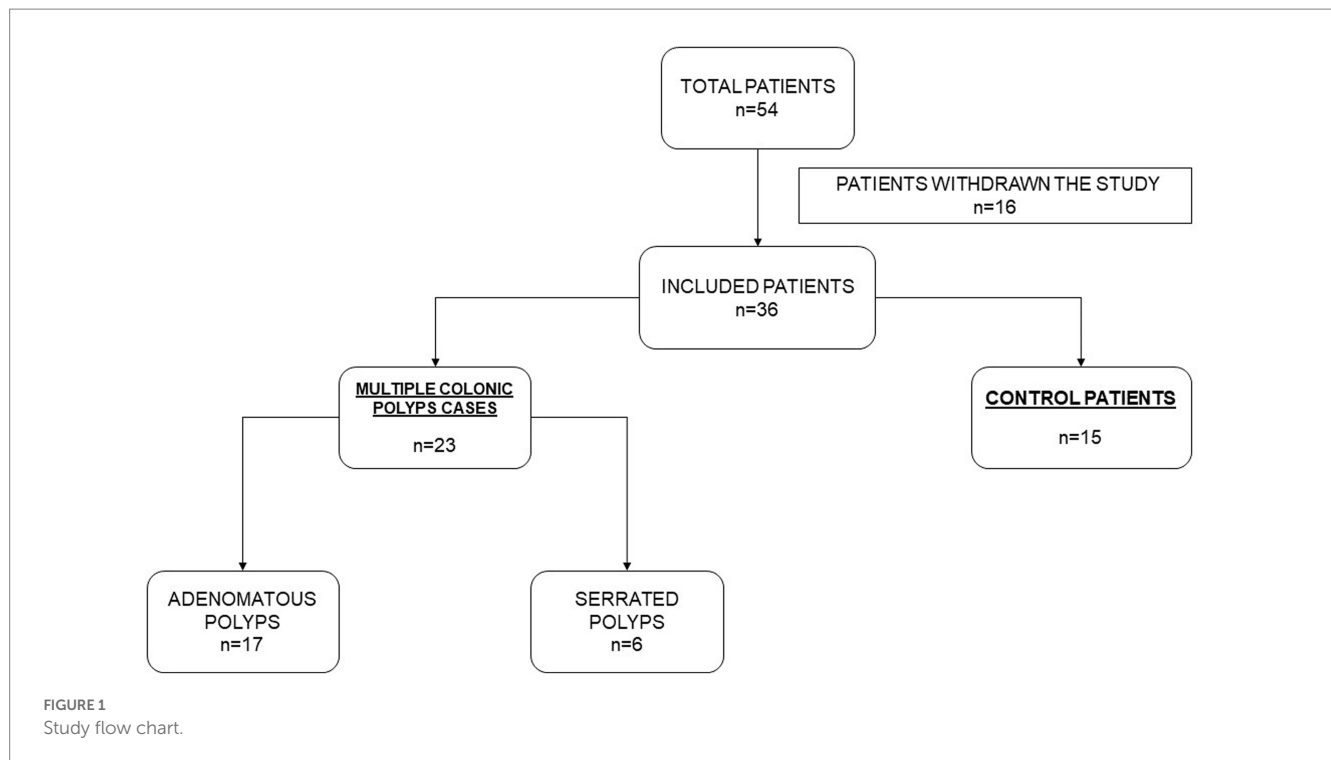 TOTAL PATIENTS
n=54
PATIENTS WITHDRAWN THE STUDY
n=16
INCLUDED PATIENTS
n=36
MULTIPLE COLONIC
POLYPS CASES
n=23
CONTROL PATIENTS
n=15
ADENOMATOUS
POLYPS
n=17
SERRATED
POLYPS
n=6
FIGURE 1
Study flow chart.